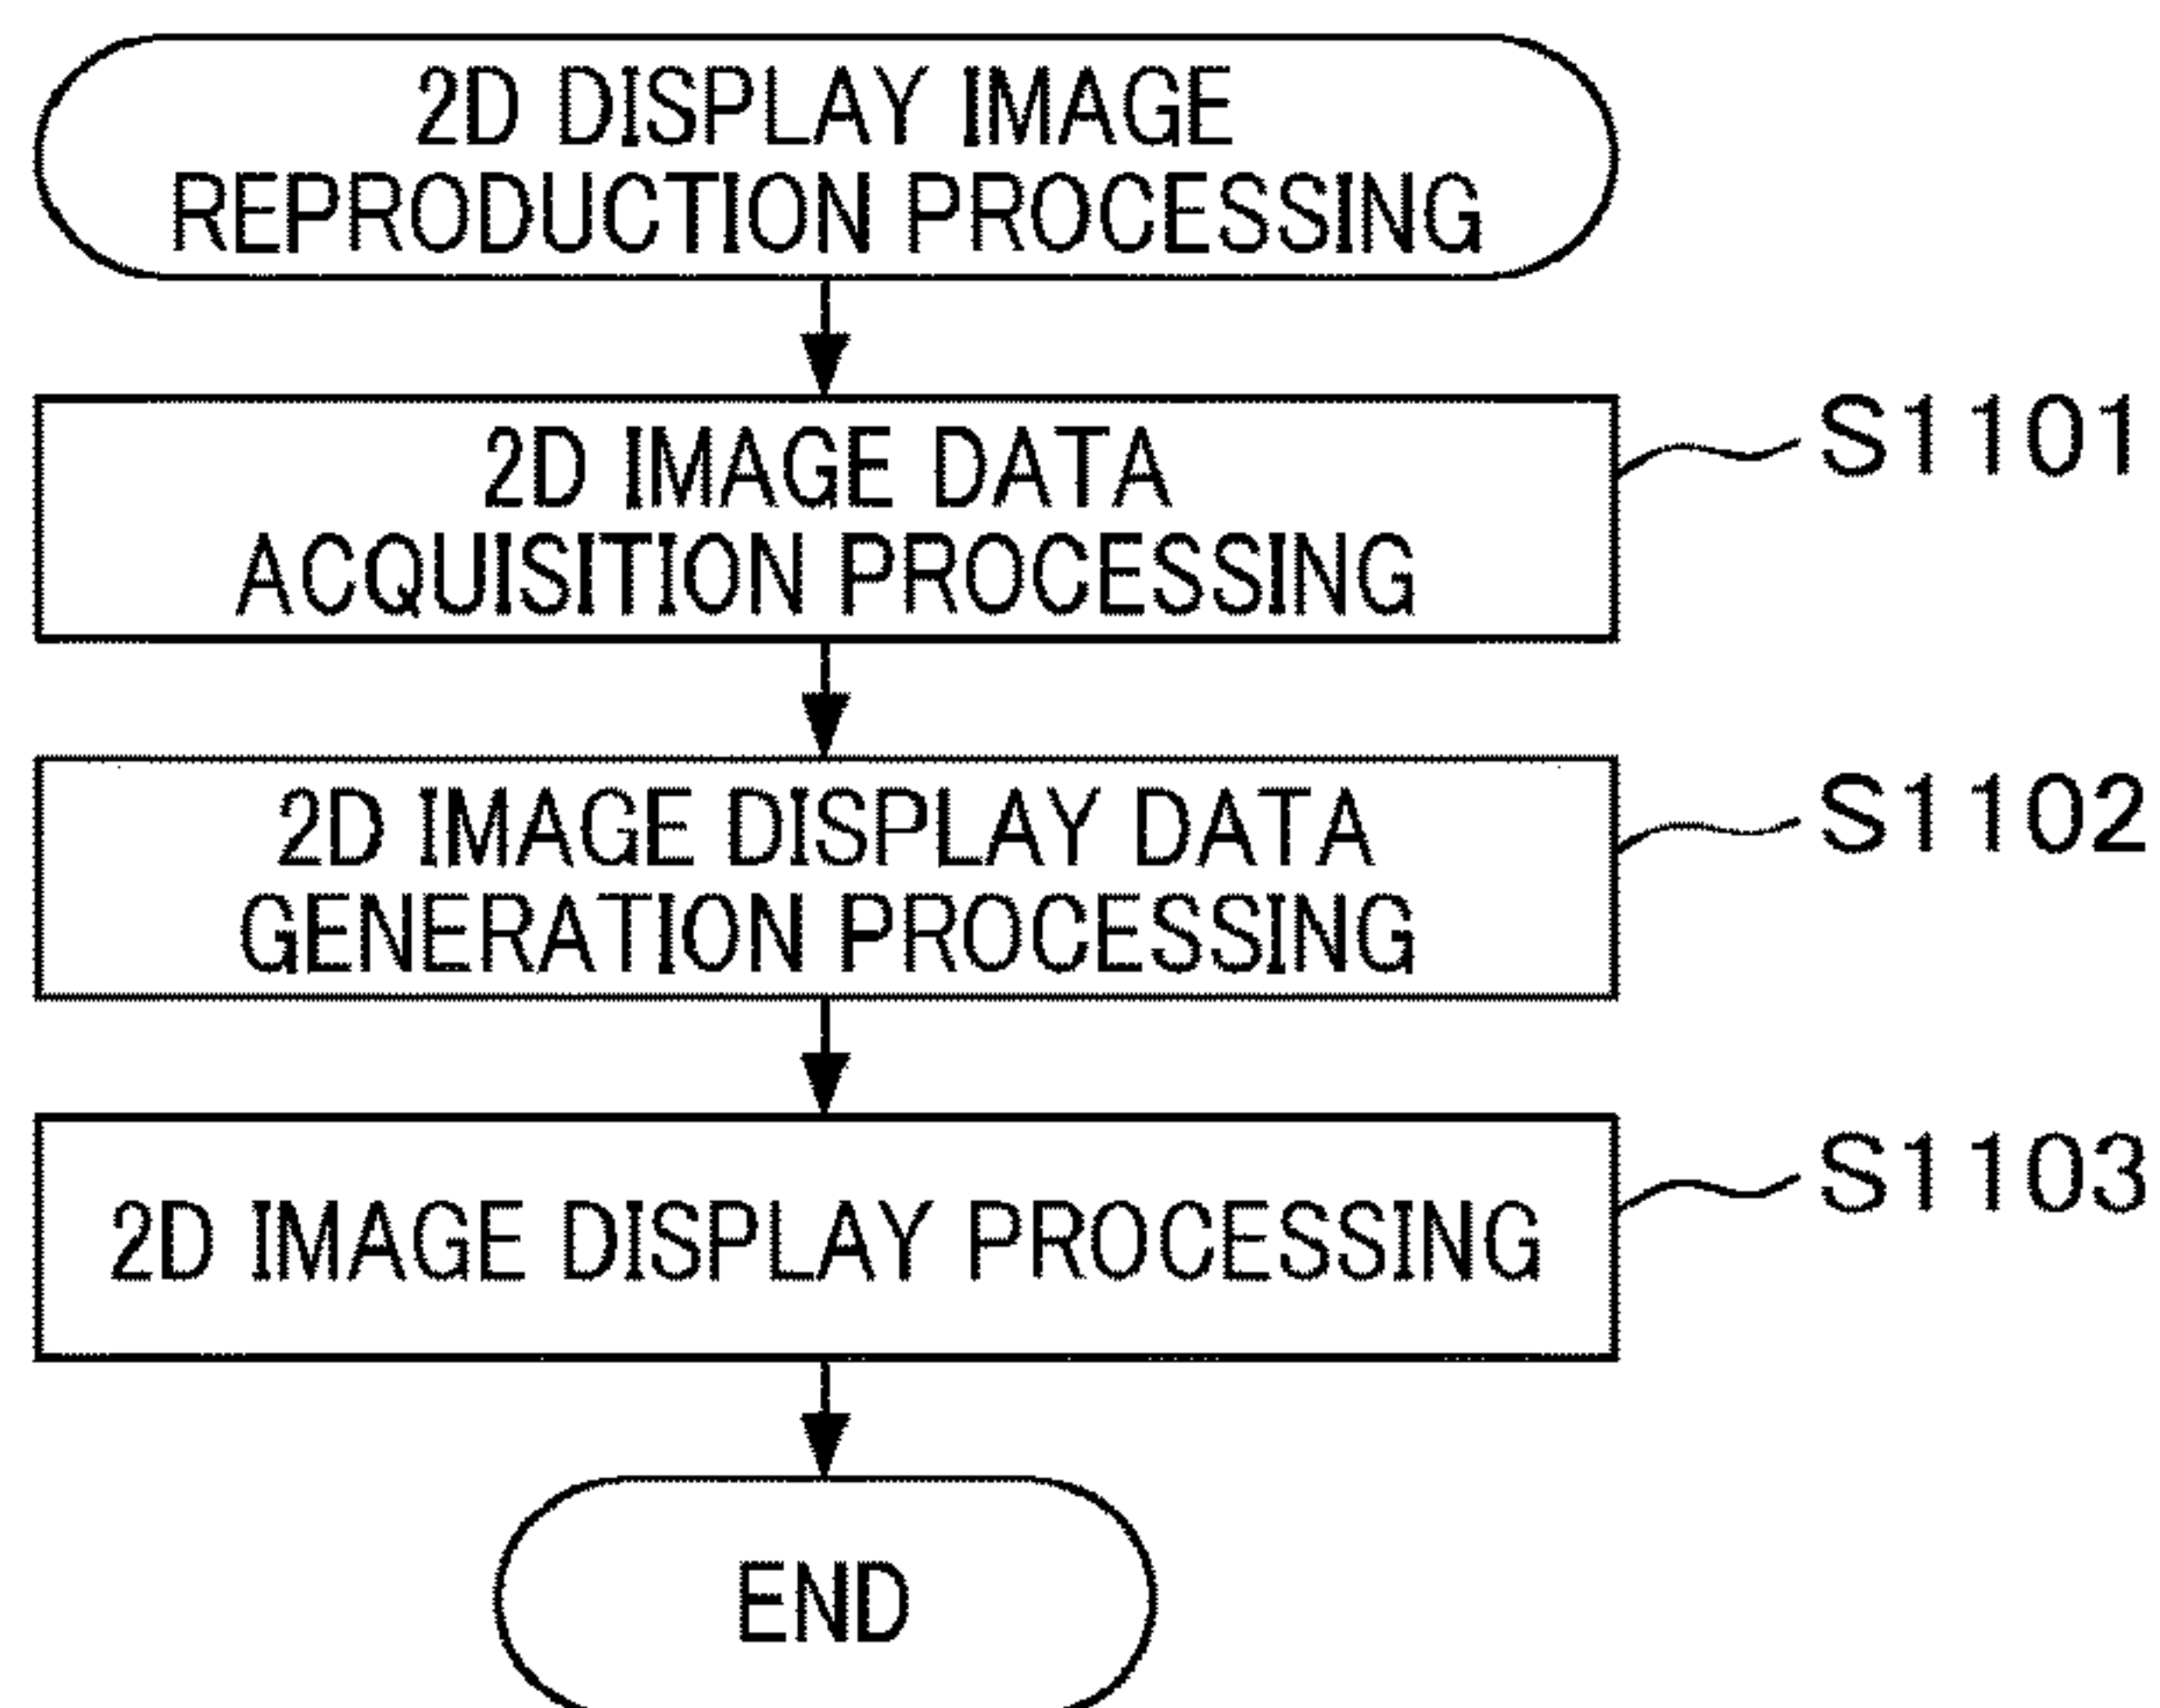 2D DISPLAY IMAGE
REPRODUCTION PROCESSING
2D IMAGE DATA
ACQUISITION PROCESSING
S1101
2D IMAGE DISPLAY DATA
GENERATION PROCESSING
S1102
2D IMAGE DISPLAY PROCESSING
S1103
END